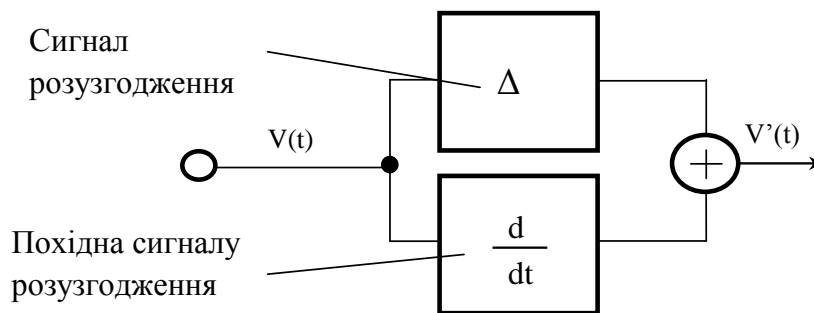 Сигнал
розузгодження
Δ
V(t)
V’(t)
+
Похідна сигналу
розузгодження
d
dt